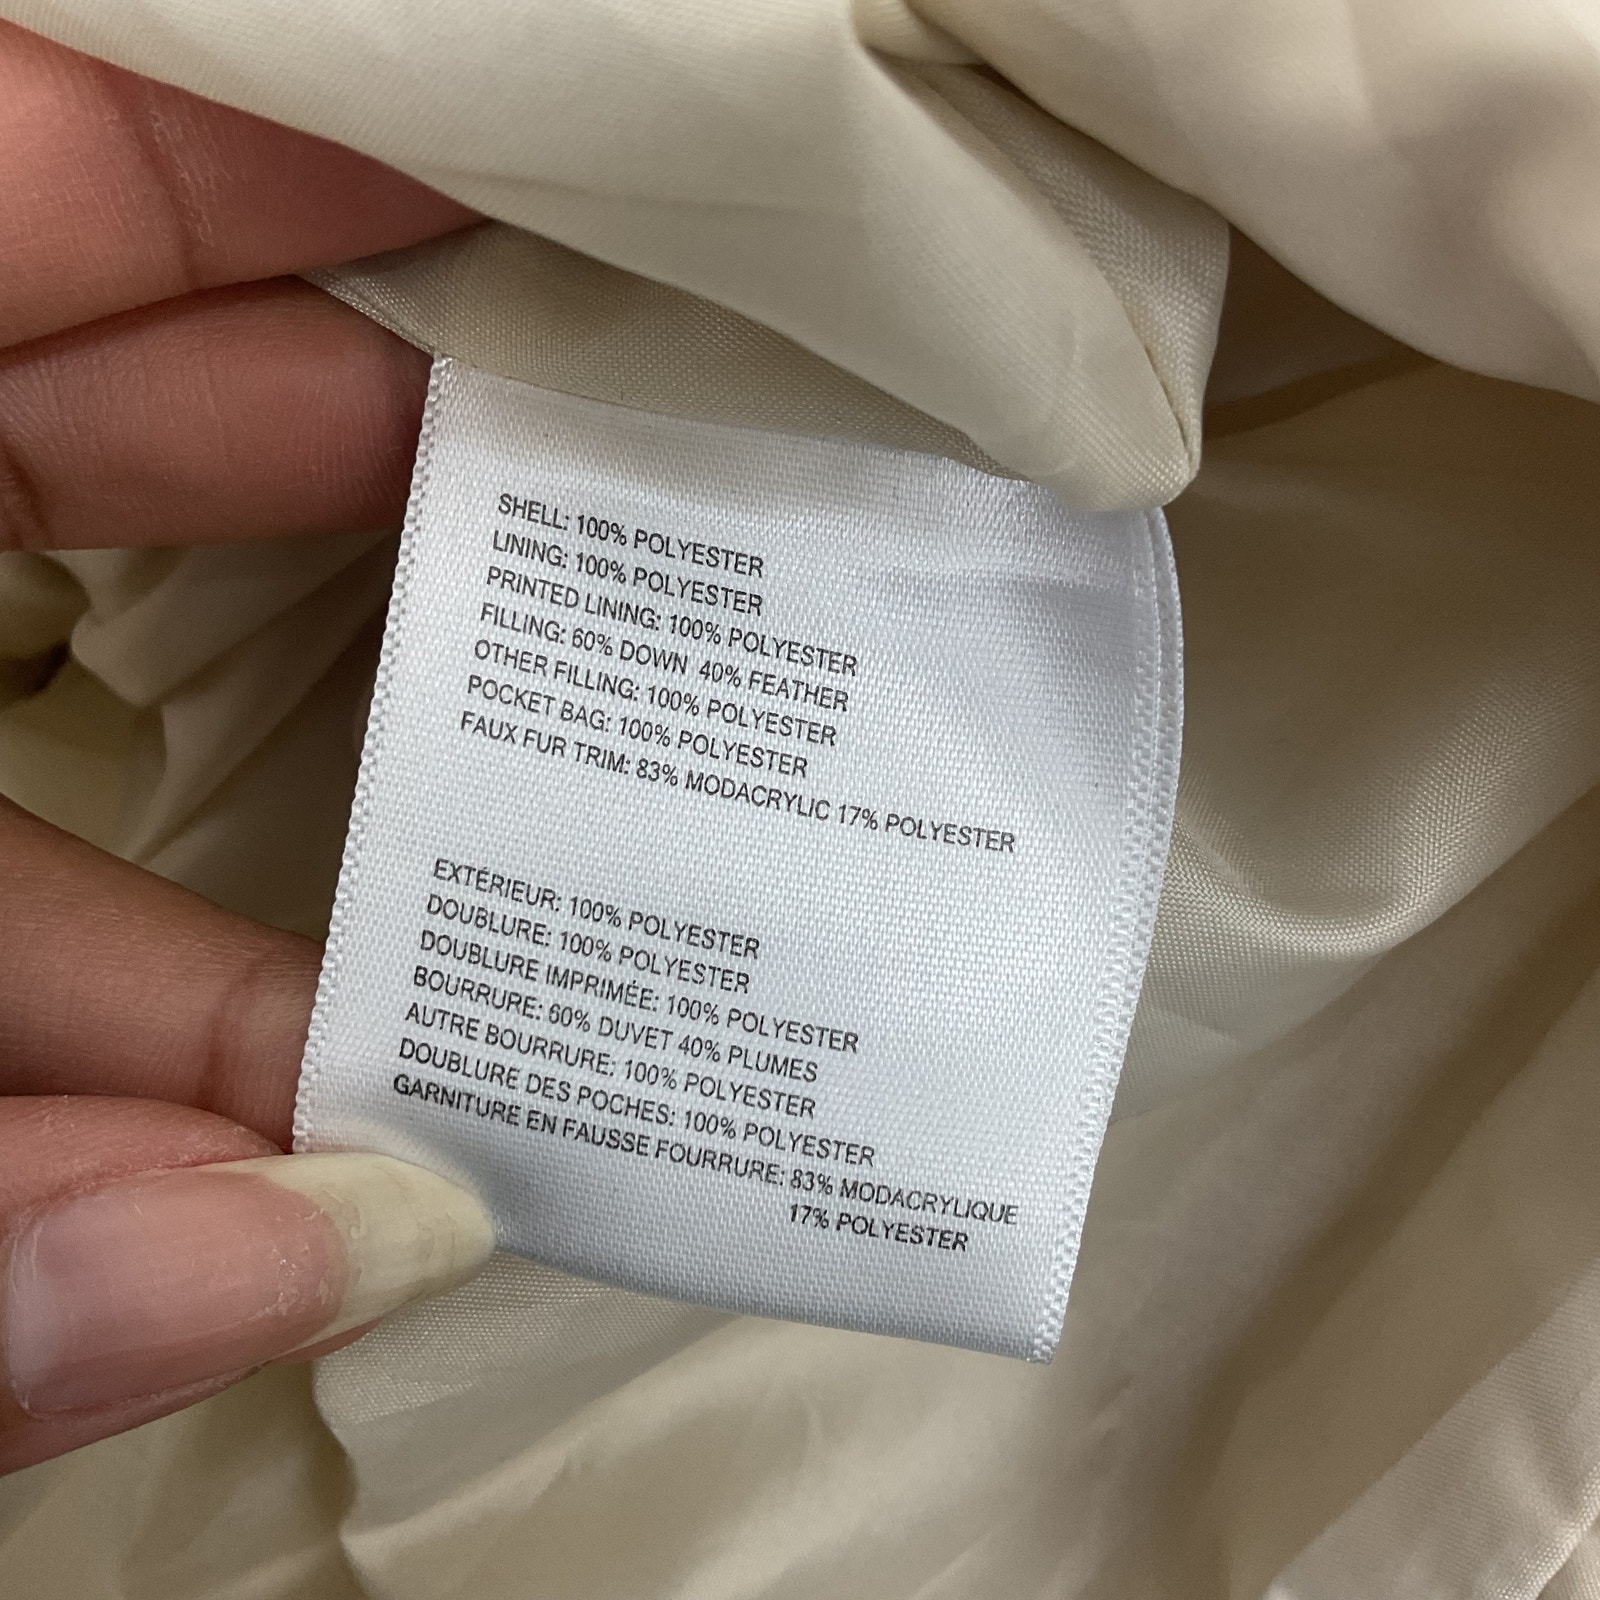 SHELL: 100% POLYESTER
LINING: 100% POLYESTER
PRINTED LINING: 100% POLYESTER
FILLING: 60% DOWN 40% FEATHER
OTHER FILLING: 100% POLYESTER
POCKET BAG: 100% POLYESTER
FAUX FUR TRIM: 83% MODACRYLIC 17% POLYESTER
EXTÉRIEUR: 100% POLYESTER
DOUBLURE: 100% POLYESTER
DOUBLURE IMPRIMÉE: 100% POLYESTER
BOURRURE: 60% DUVET 40% PLUMES
AUTRE BOURRURE: 100% POLYESTER
DOUBLURE DES POCHES: 100% POLYESTER
GARNITURE EN FAUSSE FOURRURE: 83% MODACRYLIQUE
17% POLYESTER